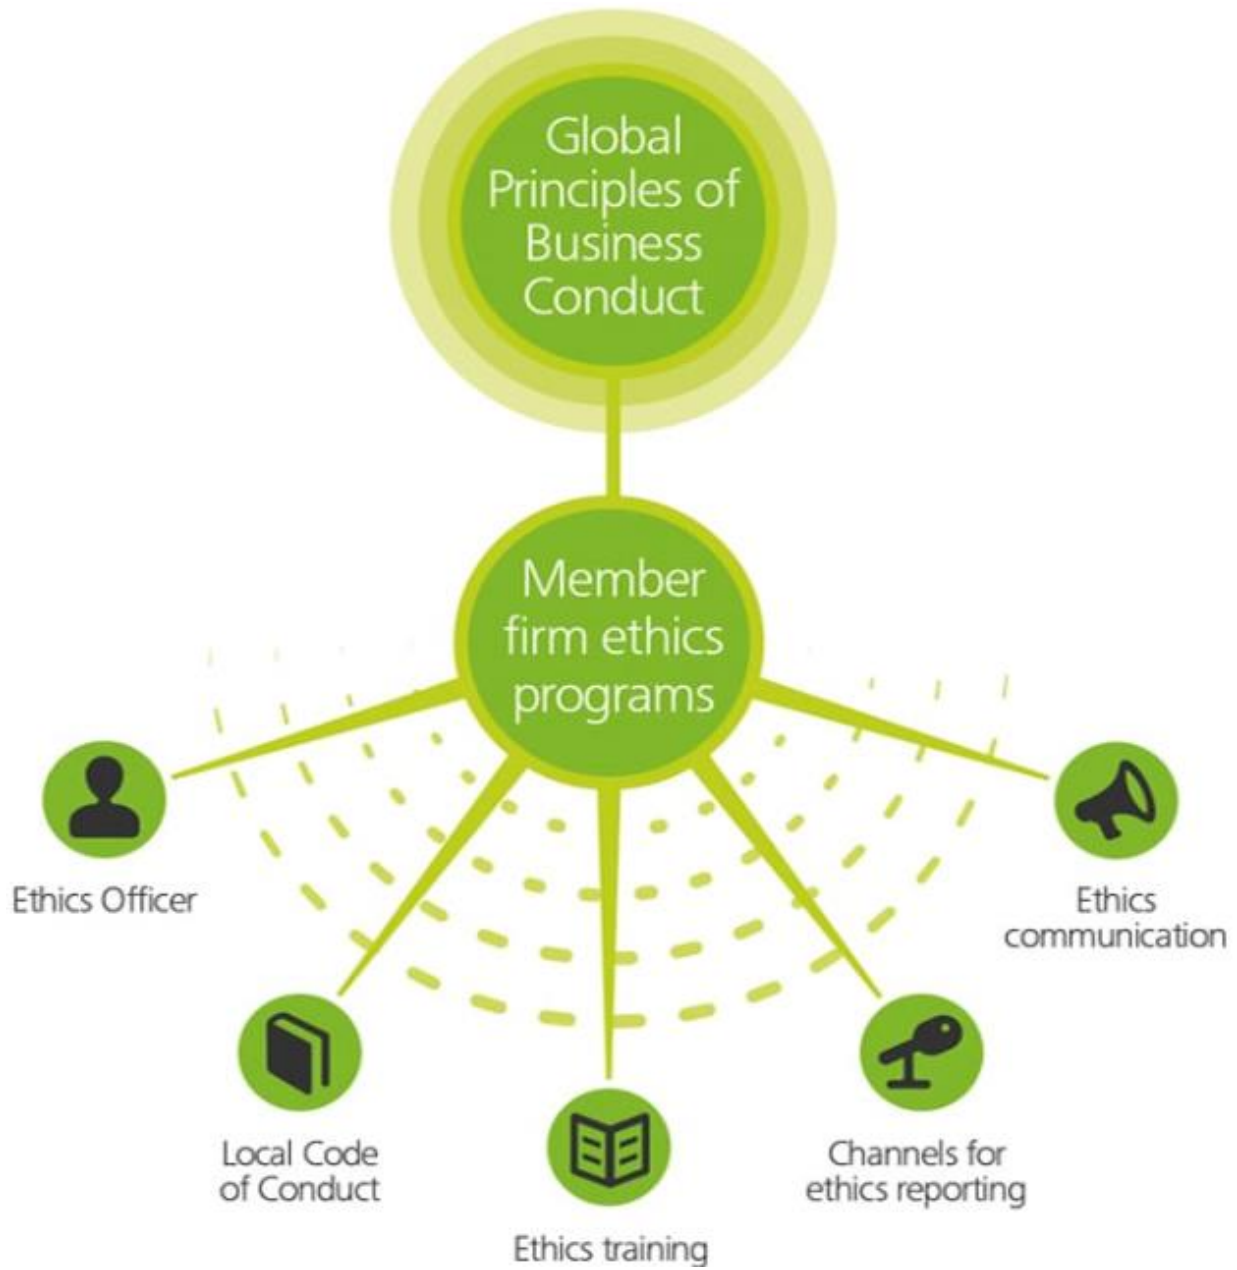 Global
Principles of
Business
Conduct
Member
firm ethics
programs
Ethics Officer
Local Code
of Conduct
Ethics training
Channels for
ethics reporting
Ethics
communication